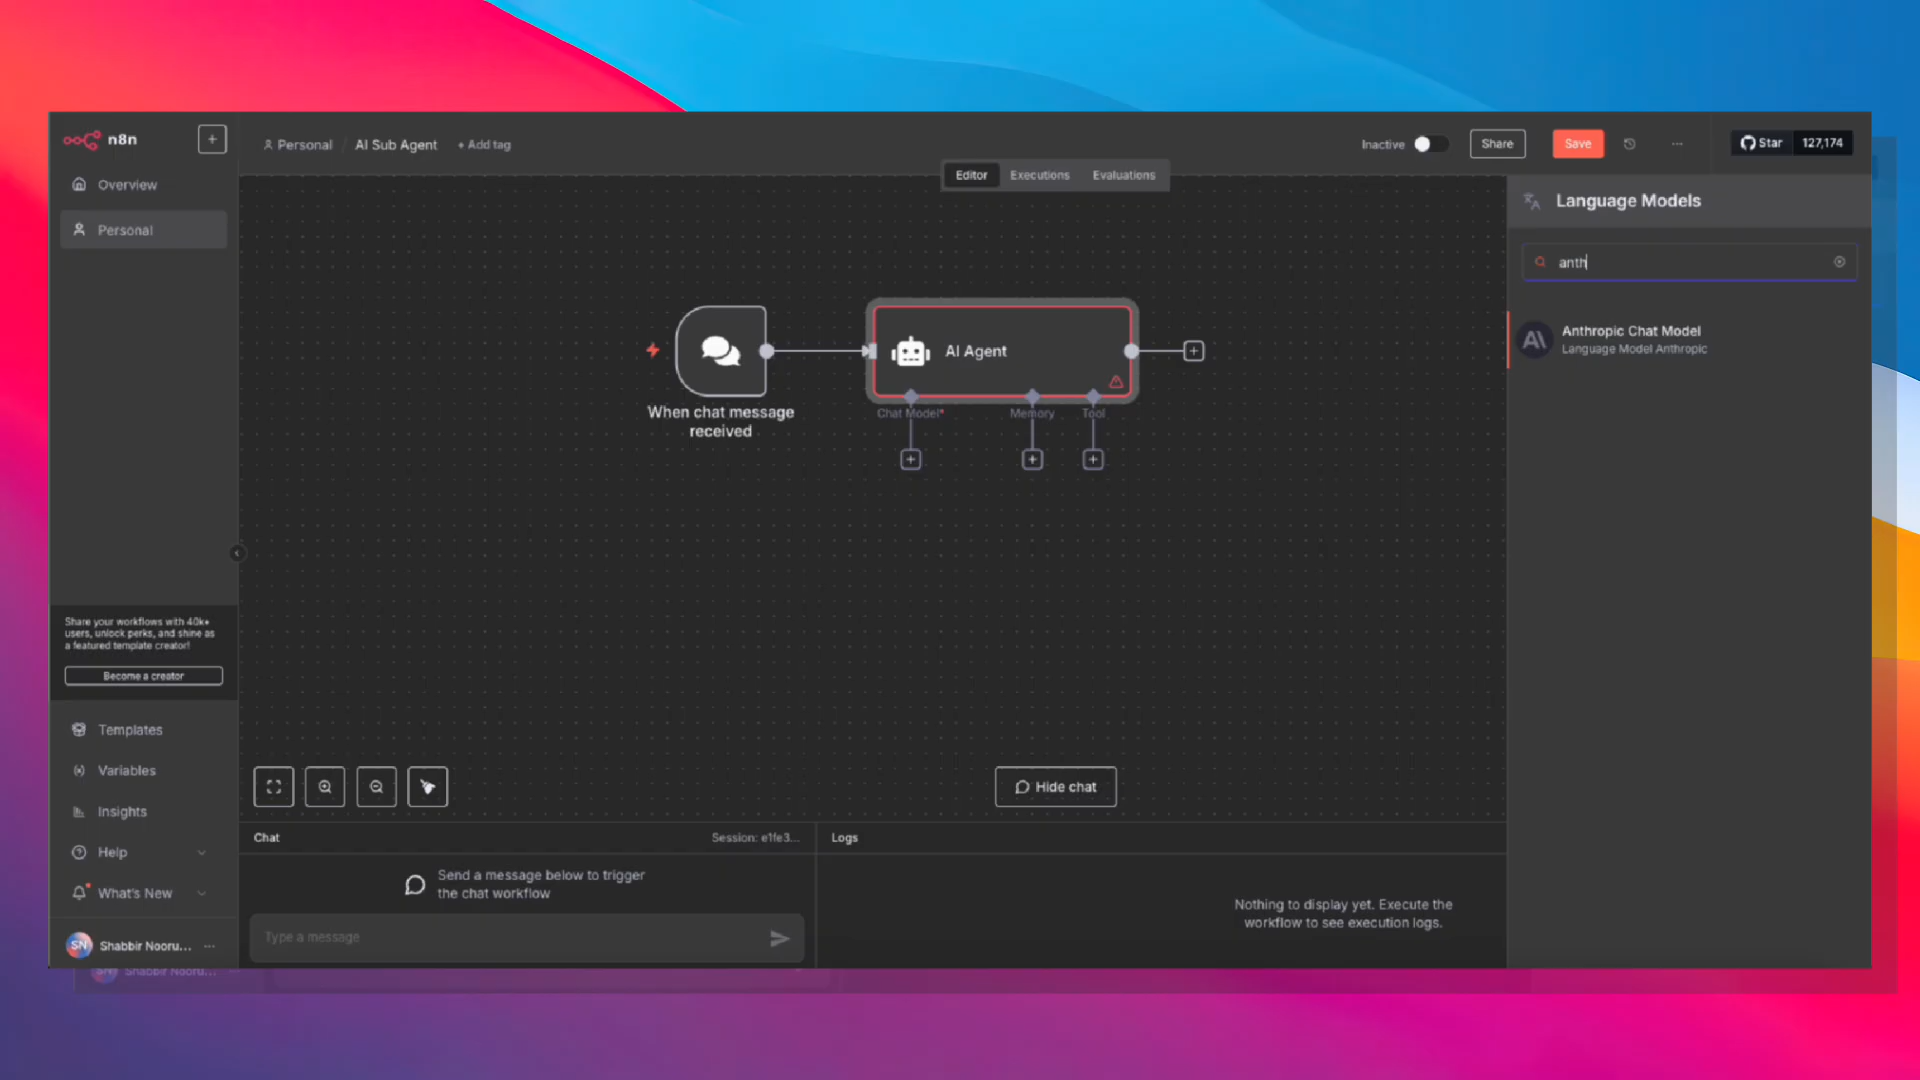 n8n
+
Personal / AI Sub Agent + Add tag
Inactive
Share
Save
Star 127,174
Editor Executions Evaluations
Overview
Personal
Language Models
anth
Anthropic Chat Model
Language Model Anthropic
When chat message
received
AI Agent
Chat Model*
Memory
Tool
Share your workflows with 40k+
users, unlock perks, and shine as
a featured template creator!
Become a creator
Templates
Variables
Insights
Help
What's New
SN Shabbir Nooru... ...
SN Shabbir Nooru...
Hide chat
Chat
Session: e1fe3...
Send a message below to trigger
the chat workflow
Type a message
Logs
Nothing to display yet. Execute the
workflow to see execution logs.